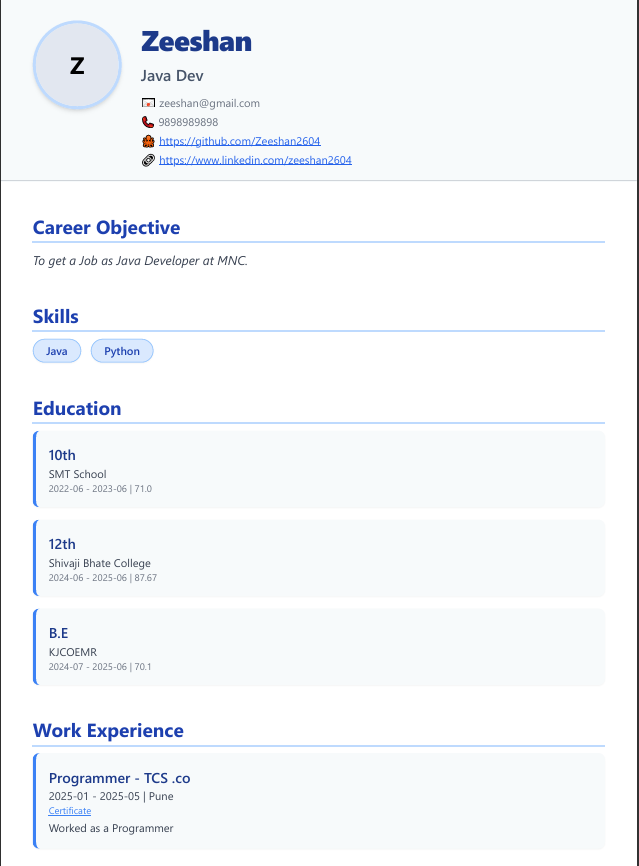 Z
Zeeshan
Java Dev
zeeshan@gmail.com
9898989898
https://github.com/Zeeshan2604
https://www.linkedin.com/zeeshan2604
Career Objective
To get a Job as Java Developer at MNC.
Skills
Java Python
Education
10th
SMT School
2022-06 - 2023-06 | 71.0
12th
Shivaji Bhate College
2024-06 - 2025-06 | 87.67
B.E
KJCOEMR
2024-07 - 2025-06 | 70.1
Work Experience
Programmer - TCS .co
2025-01 - 2025-05 | Pune
Certificate
Worked as a Programmer